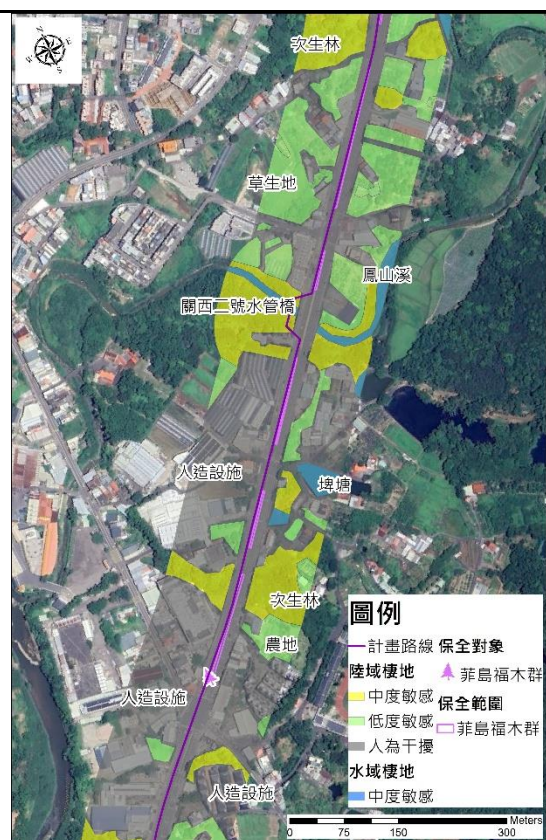 次生林
草生地
鳳山溪
關西二號水管橋
人造設施
埤塘
次生林
農地
人造設施
人造設施
圖例
計畫路線 保全對象
陸域棲地 菲島福木群
中度敏感 保全範圍
低度敏感 菲島福木群
人為干擾
水域棲地
中度敏感
Meters
0 75 150 300